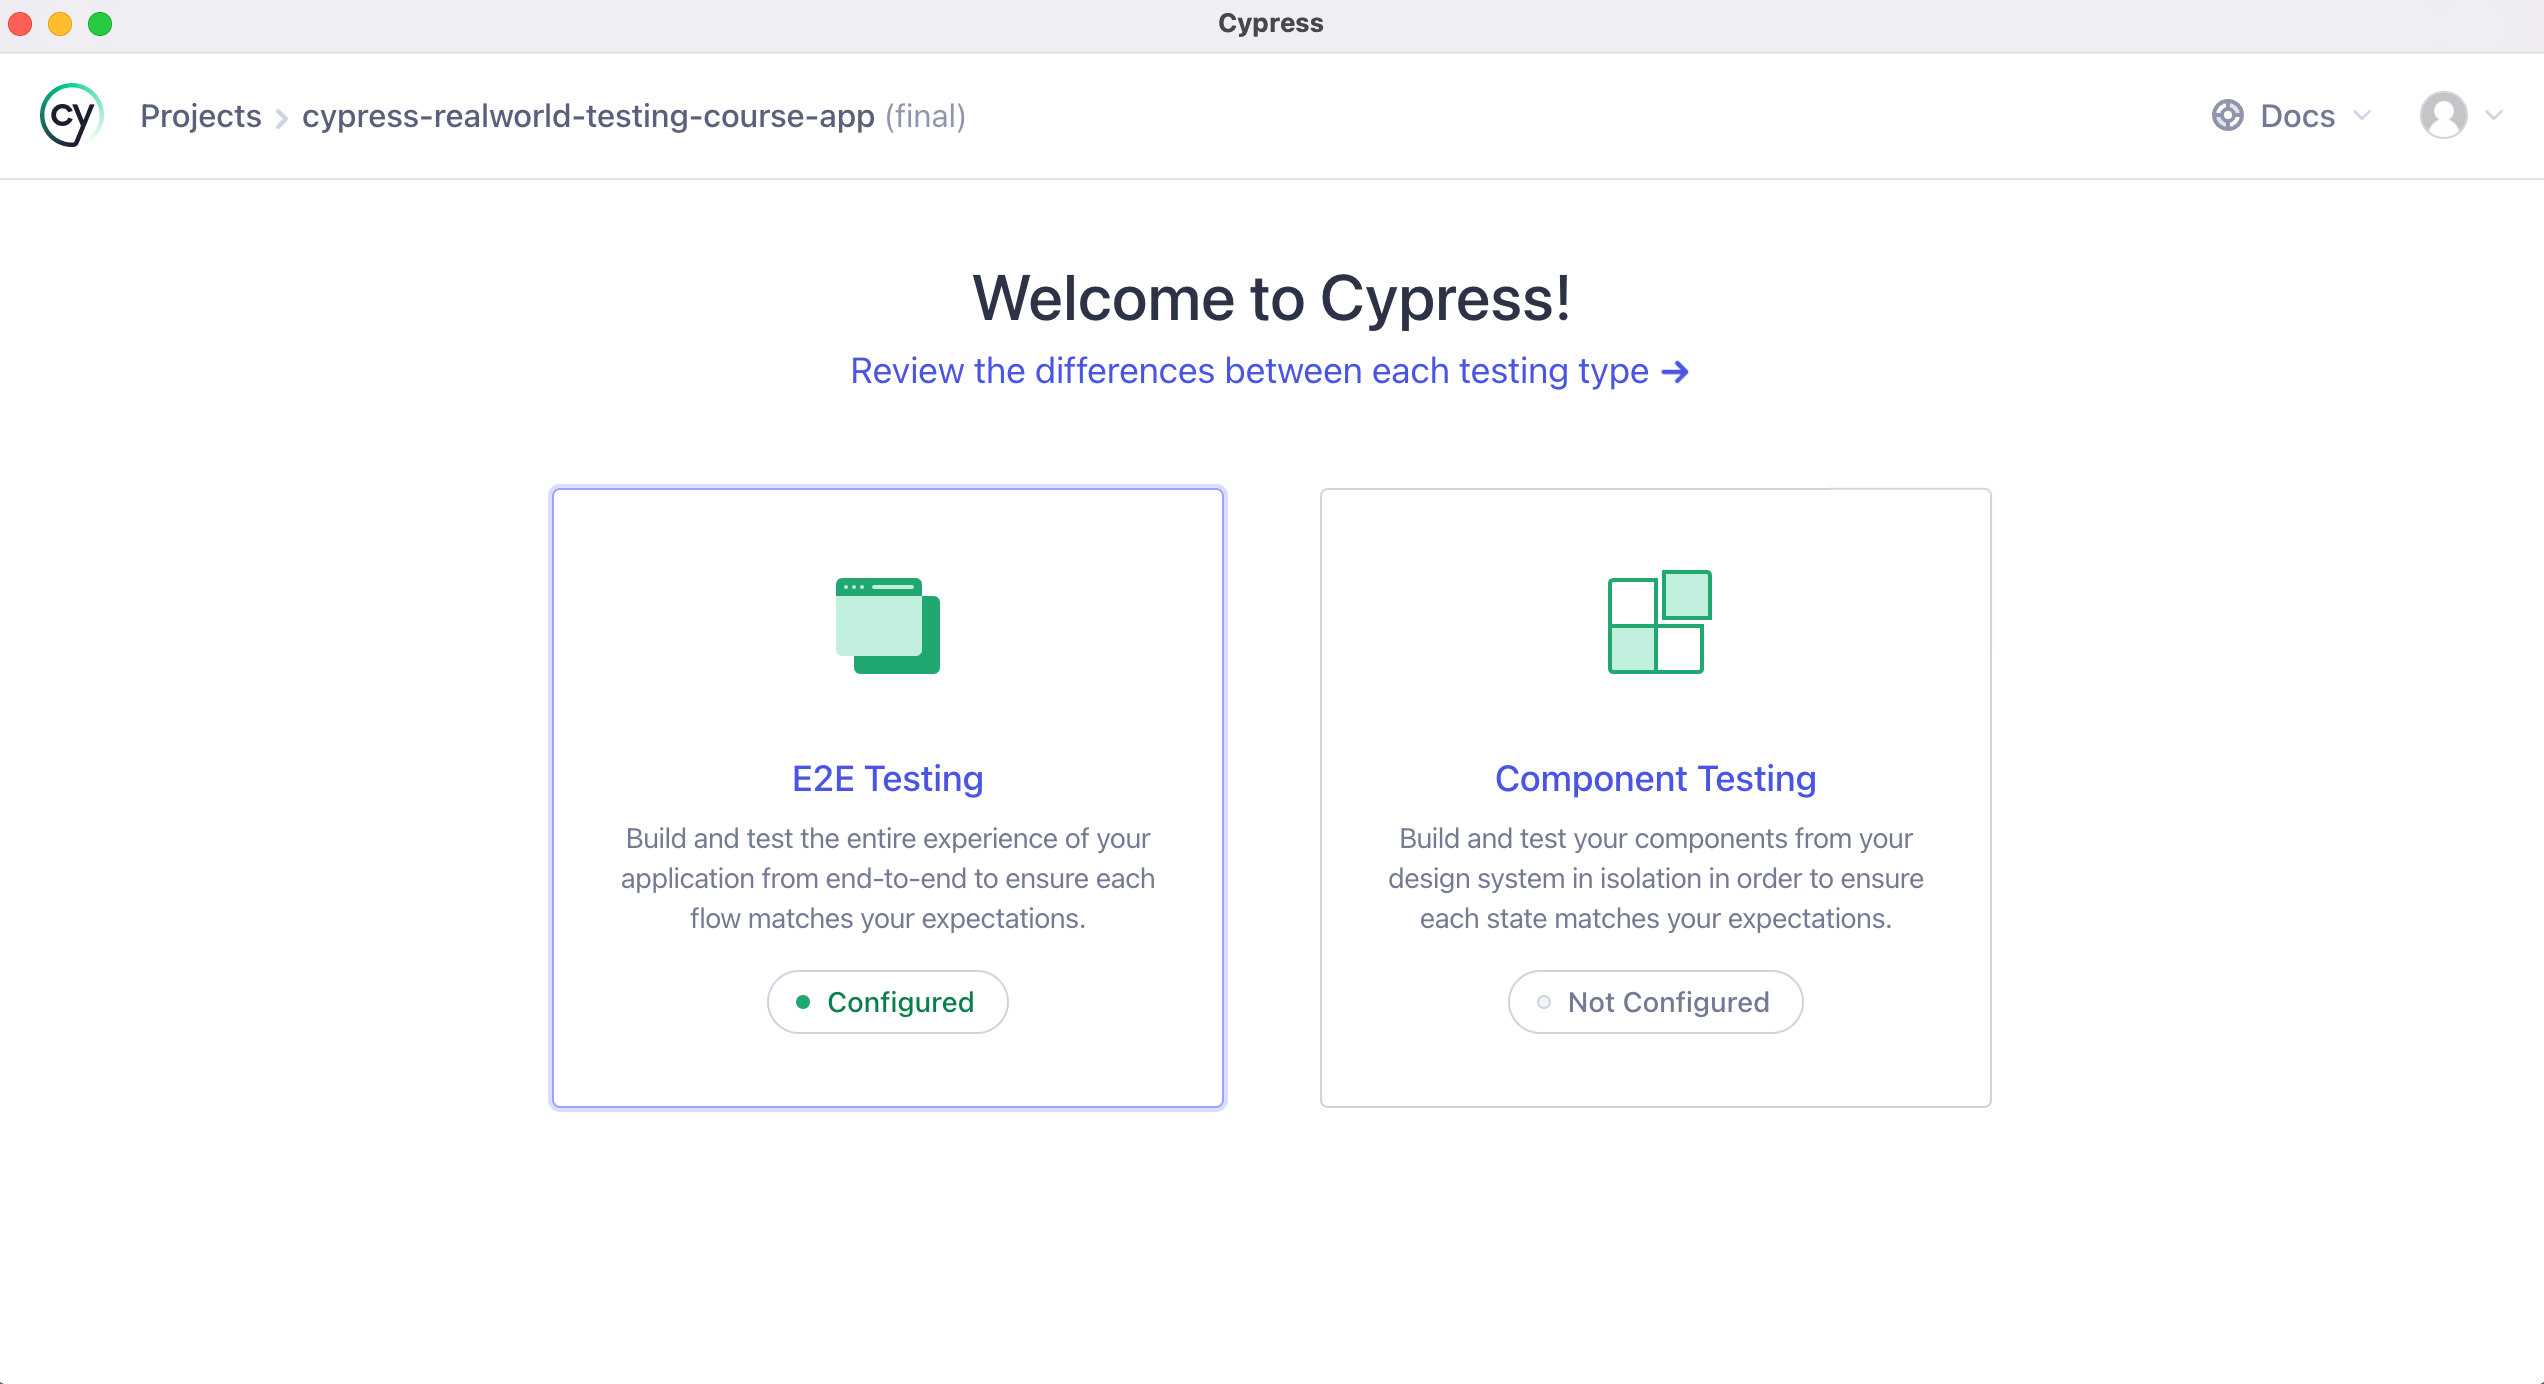 Cypress
cy
Projects
cypress-realworld-testing-course-app (final)
Docs
Welcome to Cypress!
Review the differences between each testing type →
E2E Testing
Build and test the entire experience of your
application from end-to-end to ensure each
flow matches your expectations.
Configured
Component Testing
Build and test your components from your
design system in isolation in order to ensure
each state matches your expectations.
Not Configured